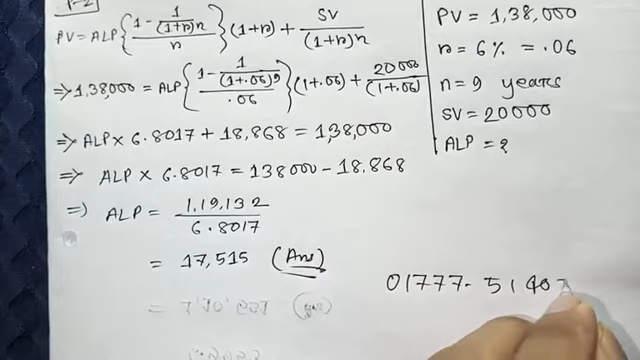 PV = ALP { 1 - 1/(1+r)n / r } (1+r) + SV/(1+r)n
⇒ 1,38,000 = ALP { 1 - 1/(1+.06)9 / .06 } (1+.06) + 20000/(1+.06)
⇒ ALP × 6.8017 + 18,868 = 1,38,000
⇒ ALP × 6.8017 = 138000 - 18.868
⇒ ALP = 1,19,132 / 6.8017
= 17,515 (Ans)
PV = 1,38,000
r = 6% = .06
n = 9 years
SV = 20000
ALP = ?
01777-5140